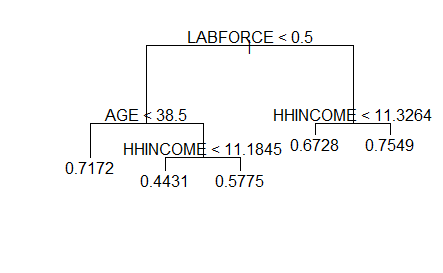 LABFORCE < 0.5
AGE < 38.5
HHINCOME < 11.3264
HHINCOME < 11.1845
0.7172
0.4431
0.5775
0.6728
0.7549